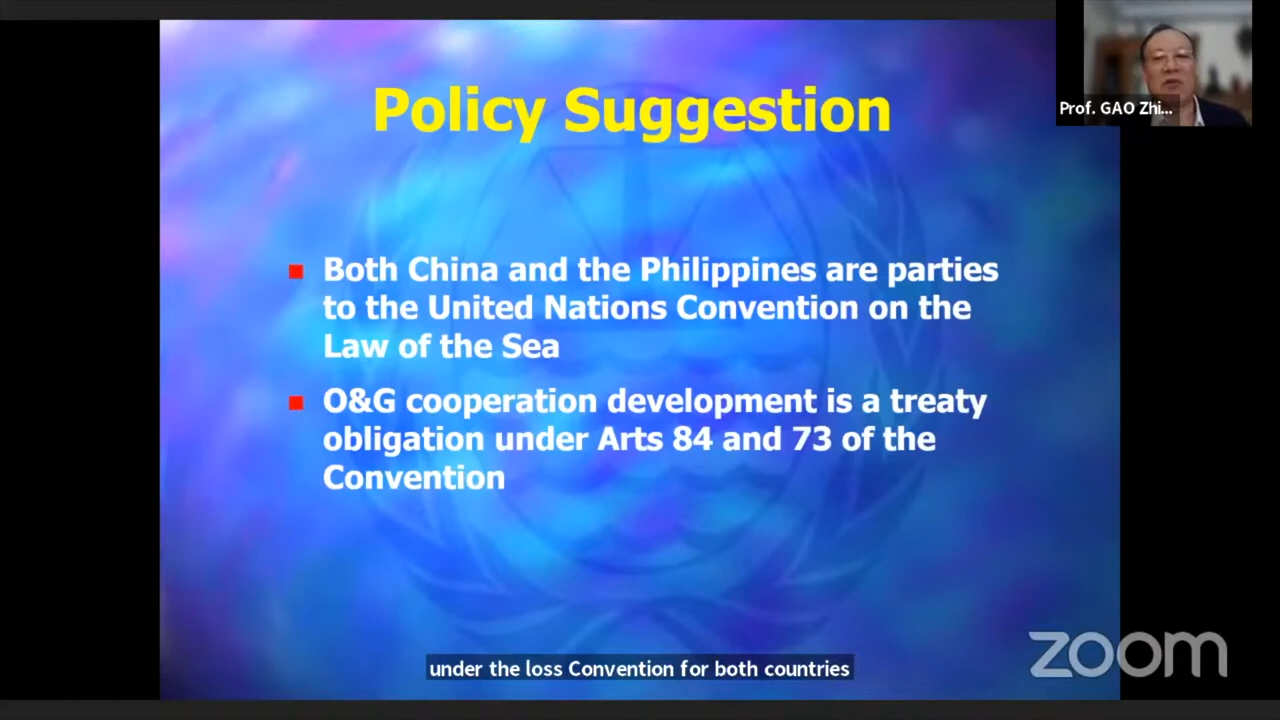 Policy Suggestion
Prof. GAO Zhi...
Both China and the Philippines are parties
to the United Nations Convention on the
Law of the Sea
O&G cooperation development is a treaty
obligation under Arts 84 and 73 of the
Convention
under the loss Convention for both countries
zoom